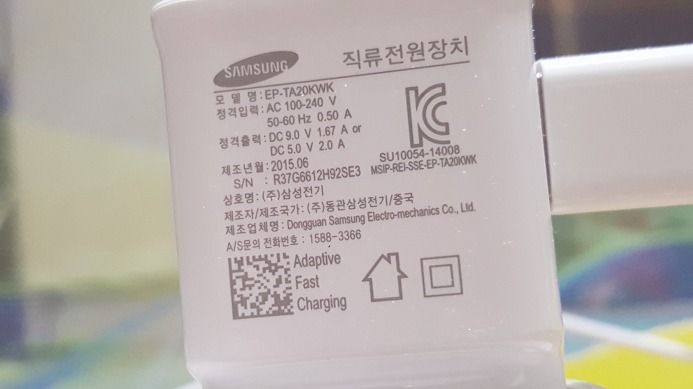 SAMSUNG
직류전원장치
모 델 명 : EP-TA20KWK
정격입력 : AC 100-240 V
50-60 Hz 0.50 A
정격출력 : DC 9.0 V 1.67 A or
DC 5.0 V 2.0 A
제조년월 : 2015.06
S/N : R37G6612H92SE3
SU10054-14008
MSIP-REI-SSE-EP-TA20KWK
상호명 : (주)삼성전기
제조자/제조국가 : (주)동관삼성전기/중국
제조업체명 : Dongguan Samsung Electro-mechanics Co., Ltd.
A/S문의 전화번호 : 1588-3366
Adaptive
Fast
Charging